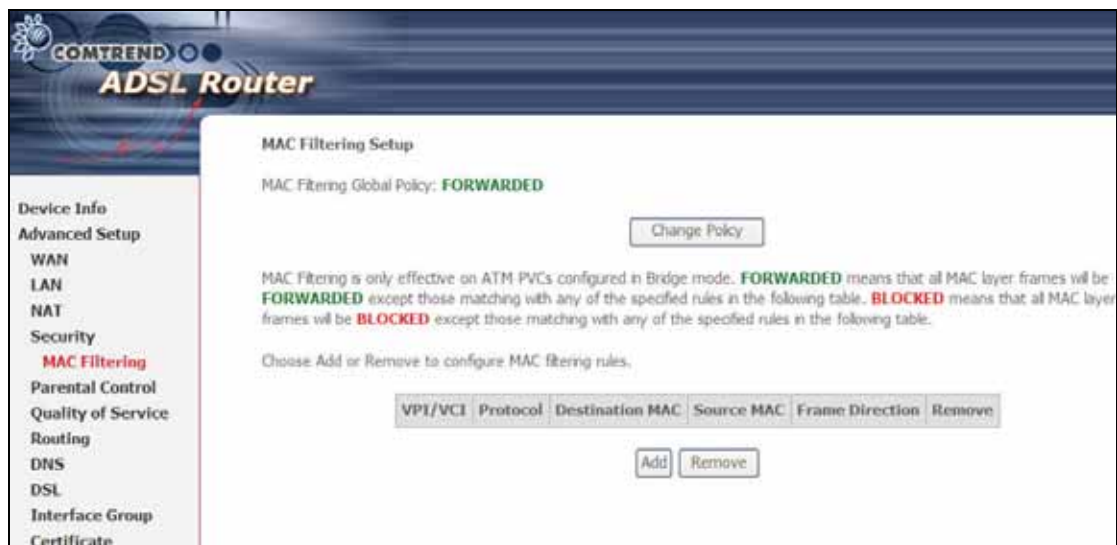 COMTREND
ADSL Router
MAC Filtering Setup
MAC Filtering Global Policy: FORWARDED
Change Policy
MAC Filtering is only effective on ATM PVCs configured in Bridge mode. FORWARDED means that all MAC layer frames will be
FORWARDED except those matching with any of the specified rules in the following table. BLOCKED means that all MAC layer
frames will be BLOCKED except those matching with any of the specified rules in the following table.
Choose Add or Remove to configure MAC filtering rules.
VPI/VCI Protocol Destination MAC Source MAC Frame Direction Remove
Add Remove
Device Info
Advanced Setup
WAN
LAN
NAT
Security
MAC Filtering
Parental Control
Quality of Service
Routing
DNS
DSL
Interface Group
Certificate